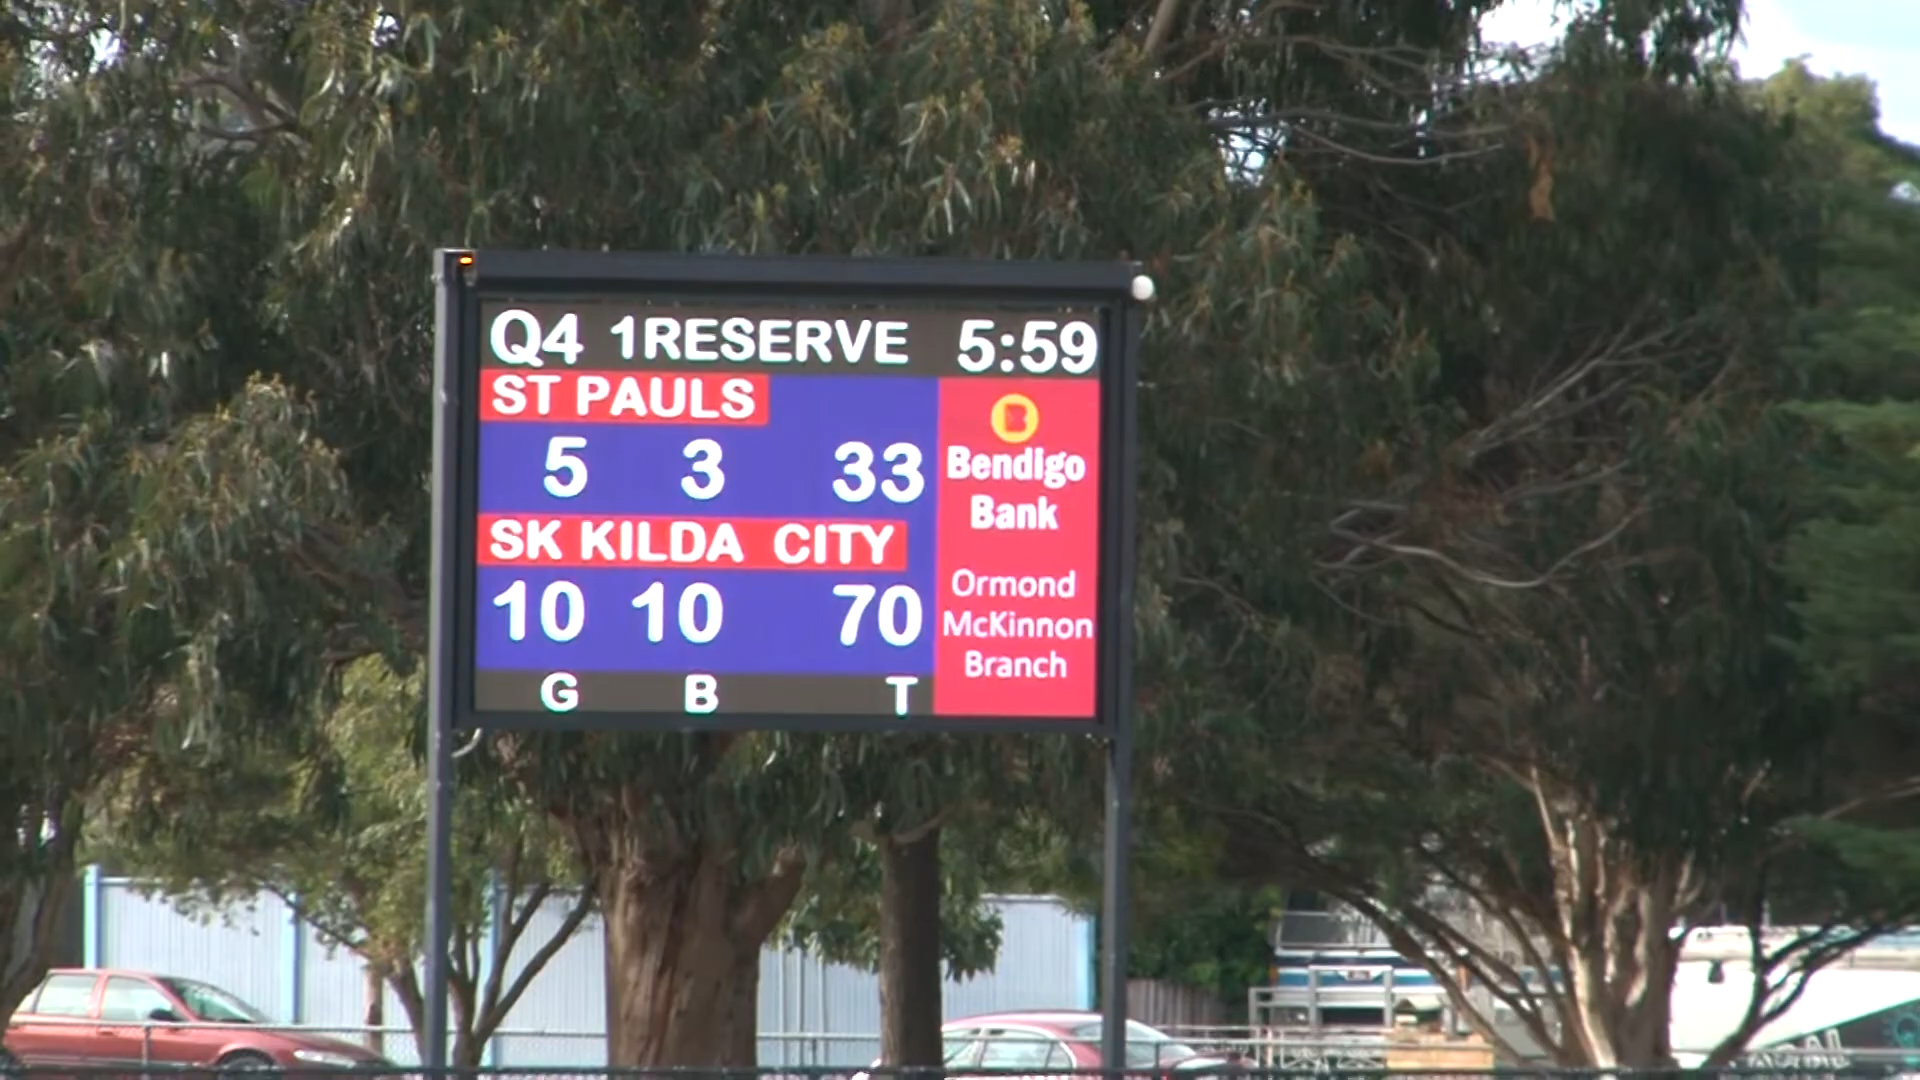 Q4 1RESERVE 5:59
ST PAULS
5 3 33
SK KILDA CITY
10 10 70
G B T
Bendigo
Bank
Ormond
McKinnon
Branch